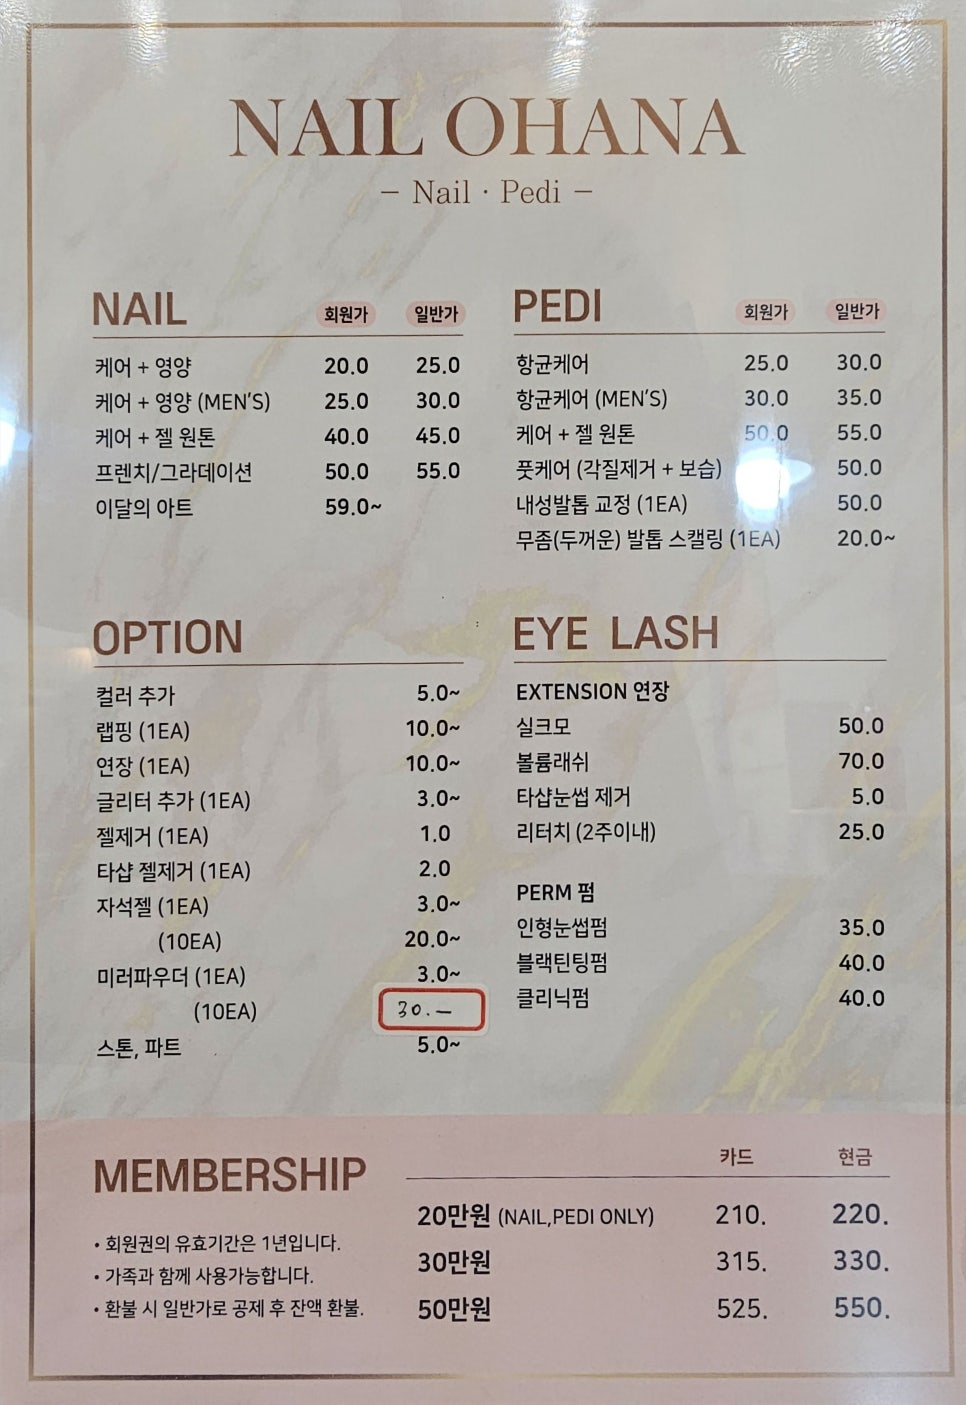 NAIL OHANA
– Nail · Pedi –
NAIL 회원가 일반가
케어 + 영양 20.0 25.0
케어 + 영양 (MEN'S) 25.0 30.0
케어 + 젤 원톤 40.0 45.0
프렌치/그라데이션 50.0 55.0
이달의 아트 59.0~
PEDI 회원가 일반가
항균케어 25.0 30.0
항균케어 (MEN'S) 30.0 35.0
케어 + 젤 원톤 50.0 55.0
풋케어 (각질제거 + 보습) 50.0
내성발톱 교정 (1EA) 50.0
무좀(두꺼운) 발톱 스캘링 (1EA) 20.0~
OPTION
컬러 추가 5.0~
랩핑 (1EA) 10.0~
연장 (1EA) 10.0~
글리터 추가 (1EA) 3.0~
젤제거 (1EA) 1.0
타샵 젤제거 (1EA) 2.0
자석젤 (1EA) 3.0~
(10EA) 20.0~
미러파우더 (1EA) 3.0~
(10EA) 30.–
스톤, 파트 5.0~
EYE LASH
EXTENSION 연장
실크모 50.0
볼륨래쉬 70.0
타샵눈썹 제거 5.0
리터치 (2주이내) 25.0
PERM 펌
인형눈썹펌 35.0
블랙틴팅펌 40.0
클리닉펌 40.0
MEMBERSHIP
• 회원권의 유효기간은 1년입니다.
• 가족과 함께 사용가능합니다.
• 환불 시 일반가로 공제 후 잔액 환불.
카드 현금
20만원 (NAIL,PEDI ONLY) 210. 220.
30만원 315. 330.
50만원 525. 550.